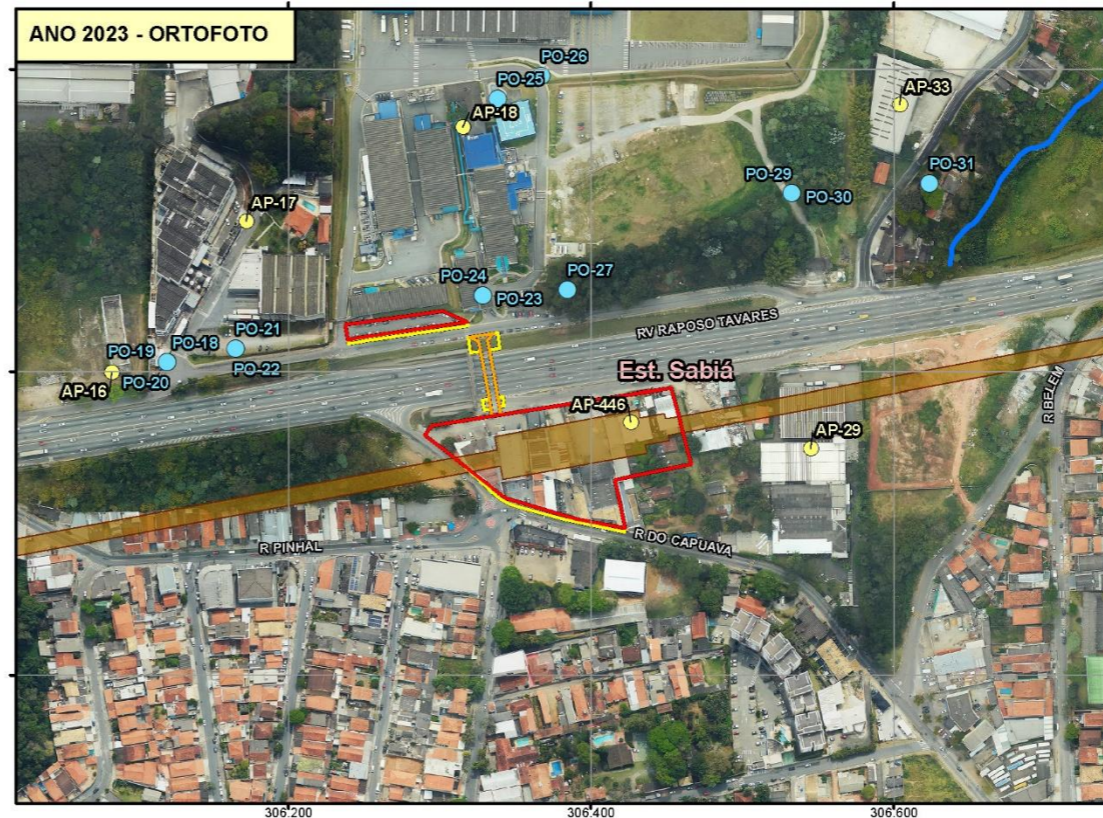 ANO 2023 - ORTOFOTO
PO-26
PO-25
AP-18
AP-33
PO-29
PO-30
PO-31
AP-17
PO-24
PO-23
PO-27
RV RAPOSO TAVARES
PO-21
PO-19
PO-18
PO-22
PO-20
AP-16
Est. Sabiá
AP-446
AP-29
R BELEM
R PINHAL
R DO CAPUAVA
306.200
306.400
306.600